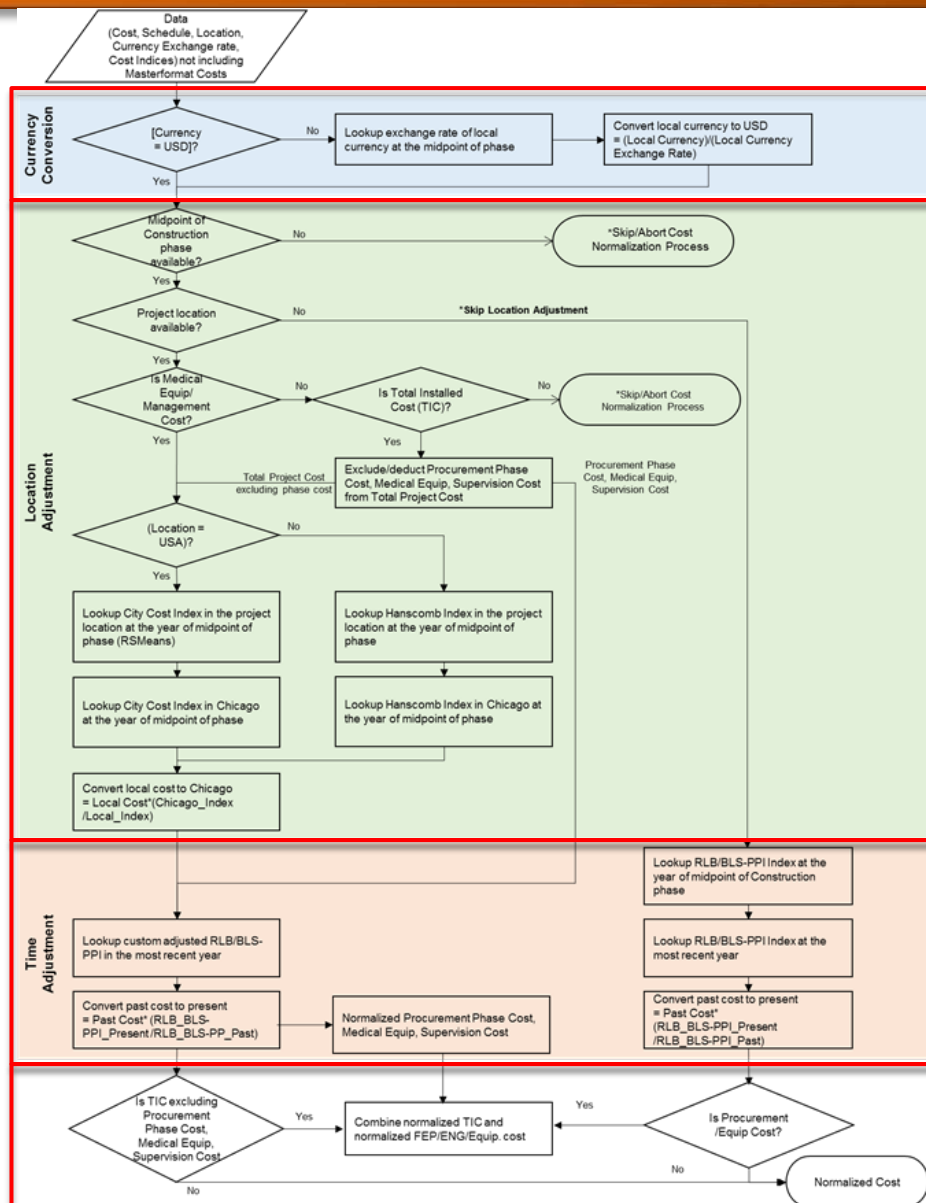 Data
(Cost, Schedule, Location,
Currency Exchange rate,
Cost Indices) not including
Masterformat Costs
Currency
Conversion
[Currency
= USD]?
No
Lookup exchange rate of local
currency at the midpoint of phase
Convert local currency to USD
= (Local Currency)/(Local Currency
Exchange Rate)
Yes
Location
Adjustment
Midpoint of
Construction
phase
available?
No
*Skip/Abort Cost
Normalization Process
Yes
Project location
available?
No
*Skip Location Adjustment
Yes
Is Medical
Equip/
Management
Cost?
No
Is Total Installed
Cost (TIC)?
No
*Skip/Abort Cost
Normalization Process
Yes
Yes
Total Project Cost
excluding phase cost
Exclude/deduct Procurement Phase
Cost, Medical Equip, Supervision Cost
from Total Project Cost
Procurement Phase
Cost, Medical Equip,
Supervision Cost
(Location =
USA)?
No
Yes
Lookup City Cost Index in the project
location at the year of midpoint of
phase (RSMeans)
Lookup Hanscomb Index in the project
location at the year of midpoint of
phase
Lookup City Cost Index in Chicago
at the year of midpoint of phase
Lookup Hanscomb Index in Chicago at
the year of midpoint of phase
Convert local cost to Chicago
= Local Cost*(Chicago_Index
/Local_Index)
Time
Adjustment
Lookup RLB/BLS-PPI Index at the
year of midpoint of Construction
phase
Lookup custom adjusted RLB/BLS-
PPI in the most recent year
Lookup RLB/BLS-PPI Index at the
most recent year
Convert past cost to present
= Past Cost* (RLB_BLS-
PPI_Present /RLB_BLS-PP_Past)
Normalized Procurement Phase Cost,
Medical Equip, Supervision Cost
Convert past cost to present
= Past Cost*
(RLB_BLS-PPI_Present
/RLB_BLS-PPI_Past)
Is TIC excluding
Procurement
Phase Cost,
Medical Equip,
Supervision Cost
Yes
Combine normalized TIC and
normalized FEP/ENG/Equip. cost
Yes
Is Procurement
/Equip Cost?
No
No
Normalized Cost